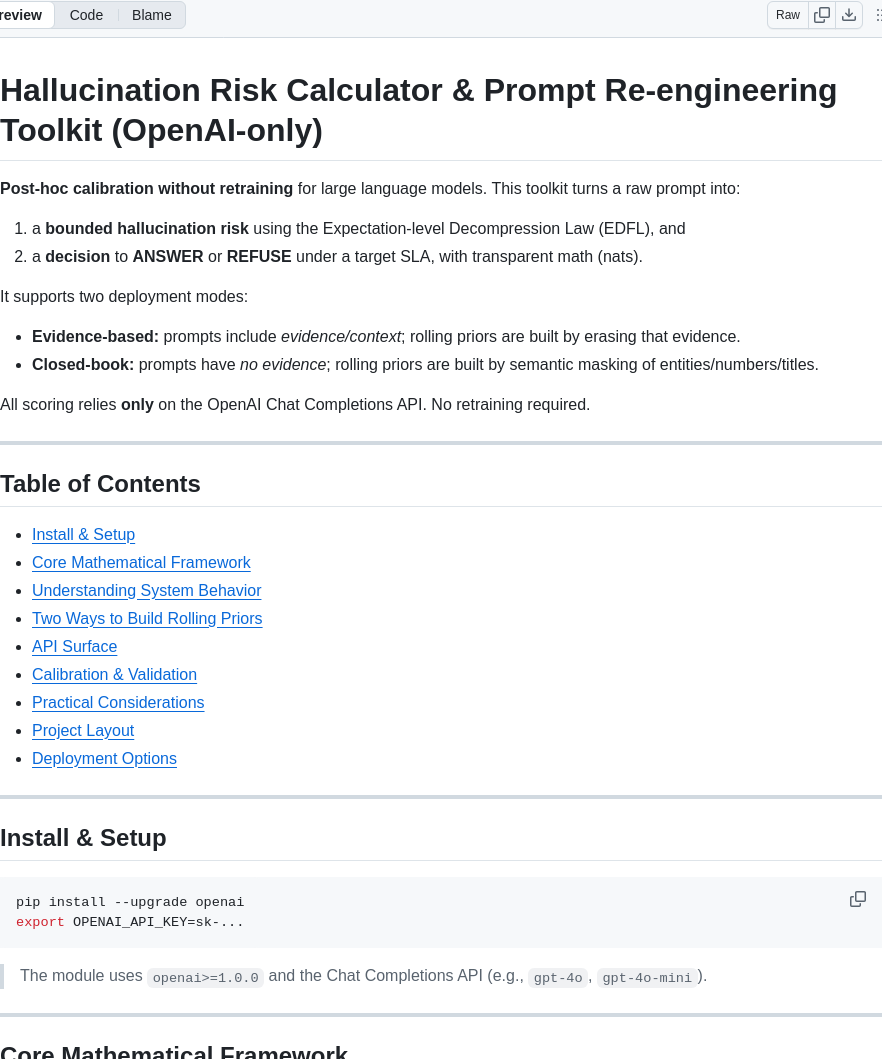 review Code Blame Raw
Hallucination Risk Calculator & Prompt Re-engineering
Toolkit (OpenAI-only)
Post-hoc calibration without retraining for large language models. This toolkit turns a raw prompt into:
1. a bounded hallucination risk using the Expectation-level Decompression Law (EDFL), and
2. a decision to ANSWER or REFUSE under a target SLA, with transparent math (nats).
It supports two deployment modes:
• Evidence-based: prompts include evidence/context; rolling priors are built by erasing that evidence.
• Closed-book: prompts have no evidence; rolling priors are built by semantic masking of entities/numbers/titles.
All scoring relies only on the OpenAI Chat Completions API. No retraining required.
Table of Contents
• Install & Setup
• Core Mathematical Framework
• Understanding System Behavior
• Two Ways to Build Rolling Priors
• API Surface
• Calibration & Validation
• Practical Considerations
• Project Layout
• Deployment Options
Install & Setup
pip install --upgrade openai
export OPENAI_API_KEY=sk-...
The module uses openai>=1.0.0 and the Chat Completions API (e.g., gpt-4o, gpt-4o-mini).
Core Mathematical Framework